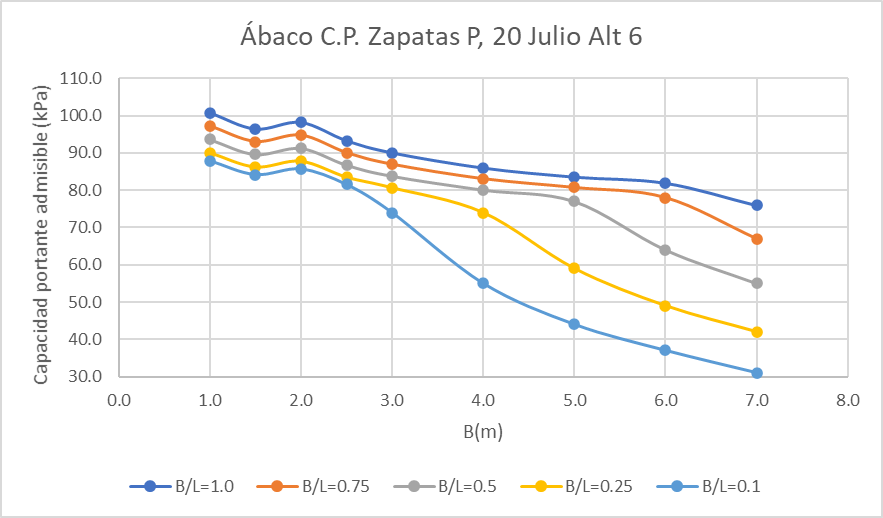 Ábaco C.P. Zapatas P, 20 Julio Alt 6
Capacidad portante admisible (kPa)
110.0
100.0
90.0
80.0
70.0
60.0
50.0
40.0
30.0
0.0 1.0 2.0 3.0 4.0 5.0 6.0 7.0 8.0
B(m)
B/L=1.0 B/L=0.75 B/L=0.5 B/L=0.25 B/L=0.1